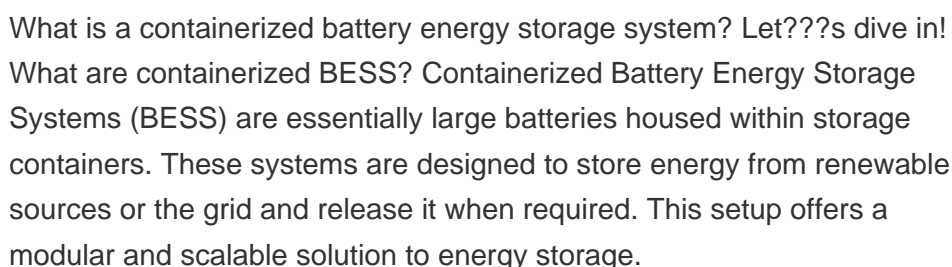 What is a containerized battery energy storage system? Let???s dive in!
What are containerized BESS? Containerized Battery Energy Storage
Systems (BESS) are essentially large batteries housed within storage
containers. These systems are designed to store energy from renewable
sources or the grid and release it when required. This setup offers a
modular and scalable solution to energy storage.